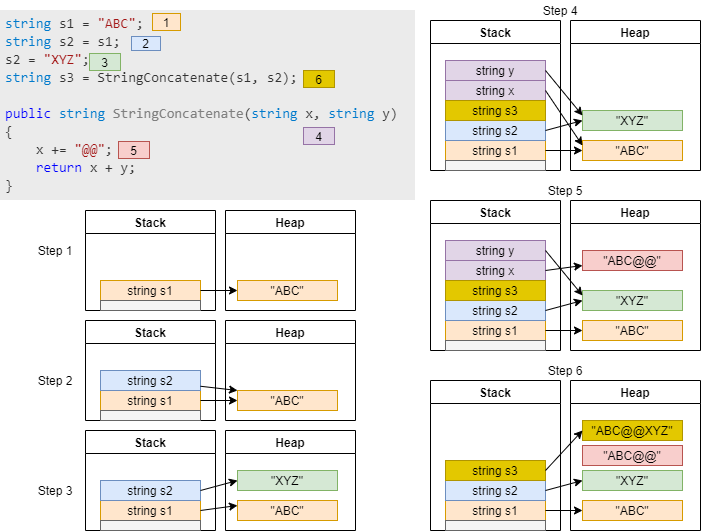 string s1 = "ABC"; 1
string s2 = s1; 2
s2 = "XYZ"; 3
string s3 = StringConcatenate(s1, s2); 6
public string StringConcatenate(string x, string y)
{ 4
x += "@@"; 5
return x + y;
}
Step 1
Stack
Heap
string s1
"ABC"
Step 2
Stack
Heap
string s2
string s1
"ABC"
Step 3
Stack
Heap
string s2
string s1
"XYZ"
"ABC"
Step 4
Stack
Heap
string y
string x
string s3
string s2
string s1
"XYZ"
"ABC"
Step 5
Stack
Heap
string y
string x
string s3
string s2
string s1
"ABC@@"
"XYZ"
"ABC"
Step 6
Stack
Heap
string s3
string s2
string s1
"ABC@@XYZ"
"ABC@@"
"XYZ"
"ABC"